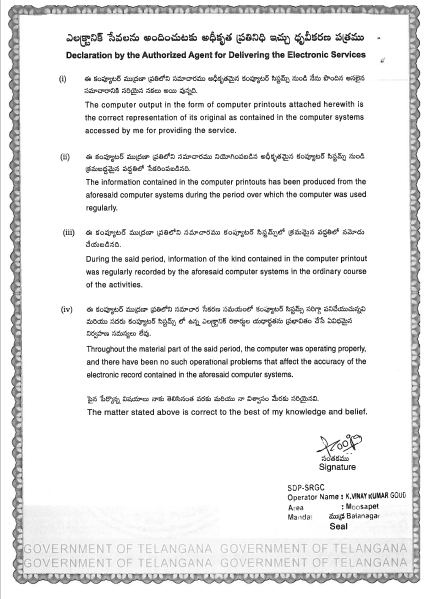 ఎలక్ట్రానిక్ సేవలను అందించుటకు అధీకృత ప్రతినిధి ఇచ్చు ధృవీకరణ పత్రము
Declaration by the Authorized Agent for Delivering the Electronic Services
(i) ఈ కంప్యూటర్ ముద్రణా ప్రతిలోని సమాచారము ఆధీకృతమైన కంప్యూటర్ సిస్టమ్స్ నుండి నేను పొందిన అసలైన
సమాచారానికి సరియైన నకలు అయి వున్నది.
The computer output in the form of computer printouts attached herewith is
the correct representation of its original as contained in the computer systems
accessed by me for providing the service.
(ii) ఈ కంప్యూటర్ ముద్రణా ప్రతిలోని సమాచారము నియోగింపబడిన అధీకృతమైన కంప్యూటర్ సిస్టమ్స్ నుండి
క్రమబద్ధమైన పద్ధతిలో సేకరింపబడినది.
The information contained in the computer printouts has been produced from the
aforesaid computer systems during the period over which the computer was used
regularly.
(iii) ఈ కంప్యూటర్ ముద్రణా ప్రతిలోని సమాచారము కంప్యూటర్ సిస్టమ్స్‌లో క్రమమైన పద్ధతిలో నమోదు
చేయబడినది.
During the said period, information of the kind contained in the computer printout
was regularly recorded by the aforesaid computer systems in the ordinary course
of the activities.
(iv) ఈ కంప్యూటర్ ముద్రణా ప్రతిలోని సమాచార సేకరణ సమయంలో కంప్యూటర్ సిస్టమ్స్ సరిగ్గా పనిచేయుచున్నవి
మరియు సదరు కంప్యూటర్ సిస్టమ్స్ లో ఉన్న ఎలక్ట్రానిక్ రికార్డుల యథార్థతను ప్రభావితం చేసే ఏవిధమైన
నిర్వహణ సమస్యలు లేవు.
Throughout the material part of the said period, the computer was operating properly,
and there have been no such operational problems that affect the accuracy of the
electronic record contained in the aforesaid computer systems.
పైన పేర్కొన్న విషయాలు నాకు తెలిసినంత వరకు మరియు నా విశ్వాసం మేరకు సరియైనవి.
The matter stated above is correct to the best of my knowledge and belief.
సంతకము
Signature
SDP-SRGC
Operator Name : K.VINAY KUMAR GOUD
Area : Moosapet
Mandal ముద్ర Balanagar
Seal
GOVERNMENT OF TELANGANA GOVERNMENT OF TELANGANA
GOVERNMENT OF TELANGANA GOVERNMENT OF TELANGANA